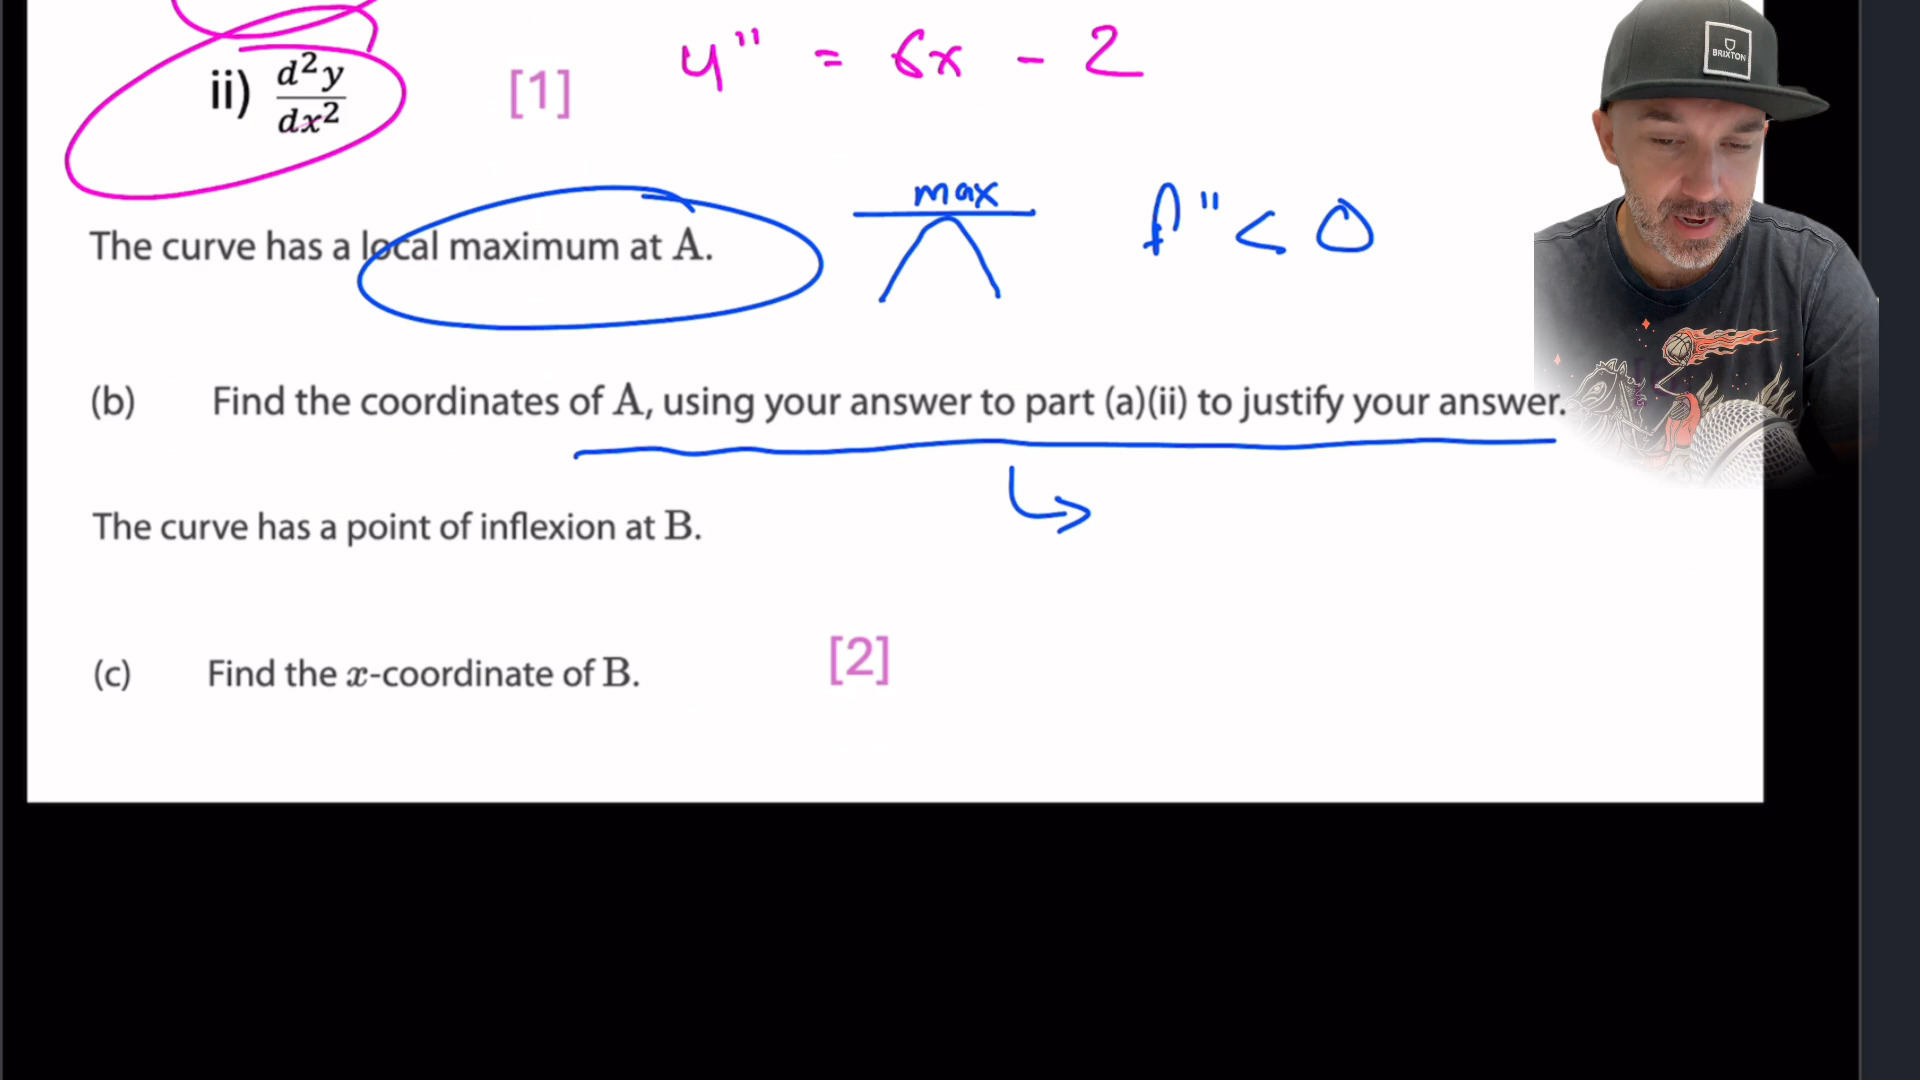 ii) d²y/dx² [1] y" = 6x - 2
BRIXTON
max
The curve has a local maximum at A. f" < 0
(b) Find the coordinates of A, using your answer to part (a)(ii) to justify your answer.
The curve has a point of inflexion at B.
(c) Find the x-coordinate of B. [2]